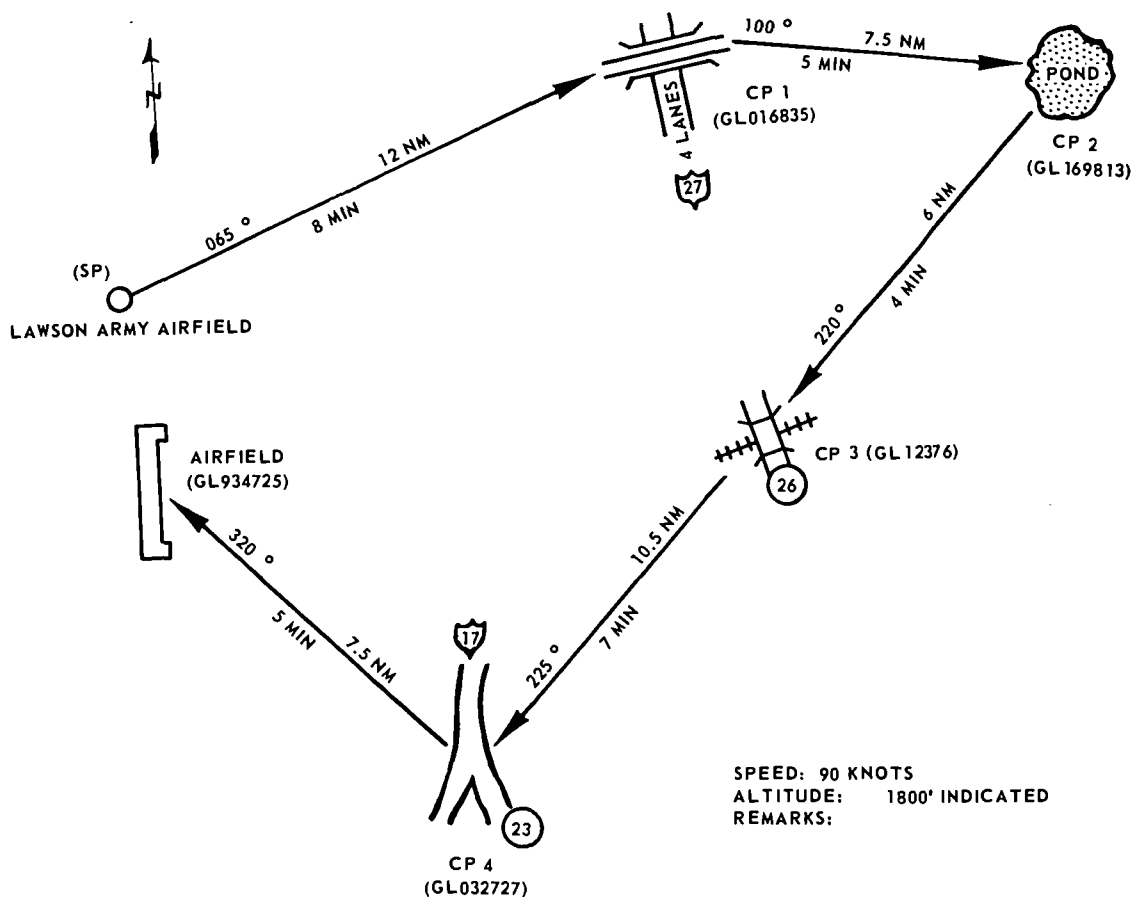 N
100 °
7.5 NM
5 MIN
POND
CP 1
(GL016835)
4 LANES
27
CP 2
(GL169813)
12 NM
065 °
8 MIN
(SP)
LAWSON ARMY AIRFIELD
6 NM
4 MIN
220 °
CP 3 (GL12376)
26
AIRFIELD
(GL934725)
10.5 NM
7 MIN
225 °
320 °
5 MIN
7.5 NM
17
23
CP 4
(GL032727)
SPEED: 90 KNOTS
ALTITUDE: 1800' INDICATED
REMARKS: